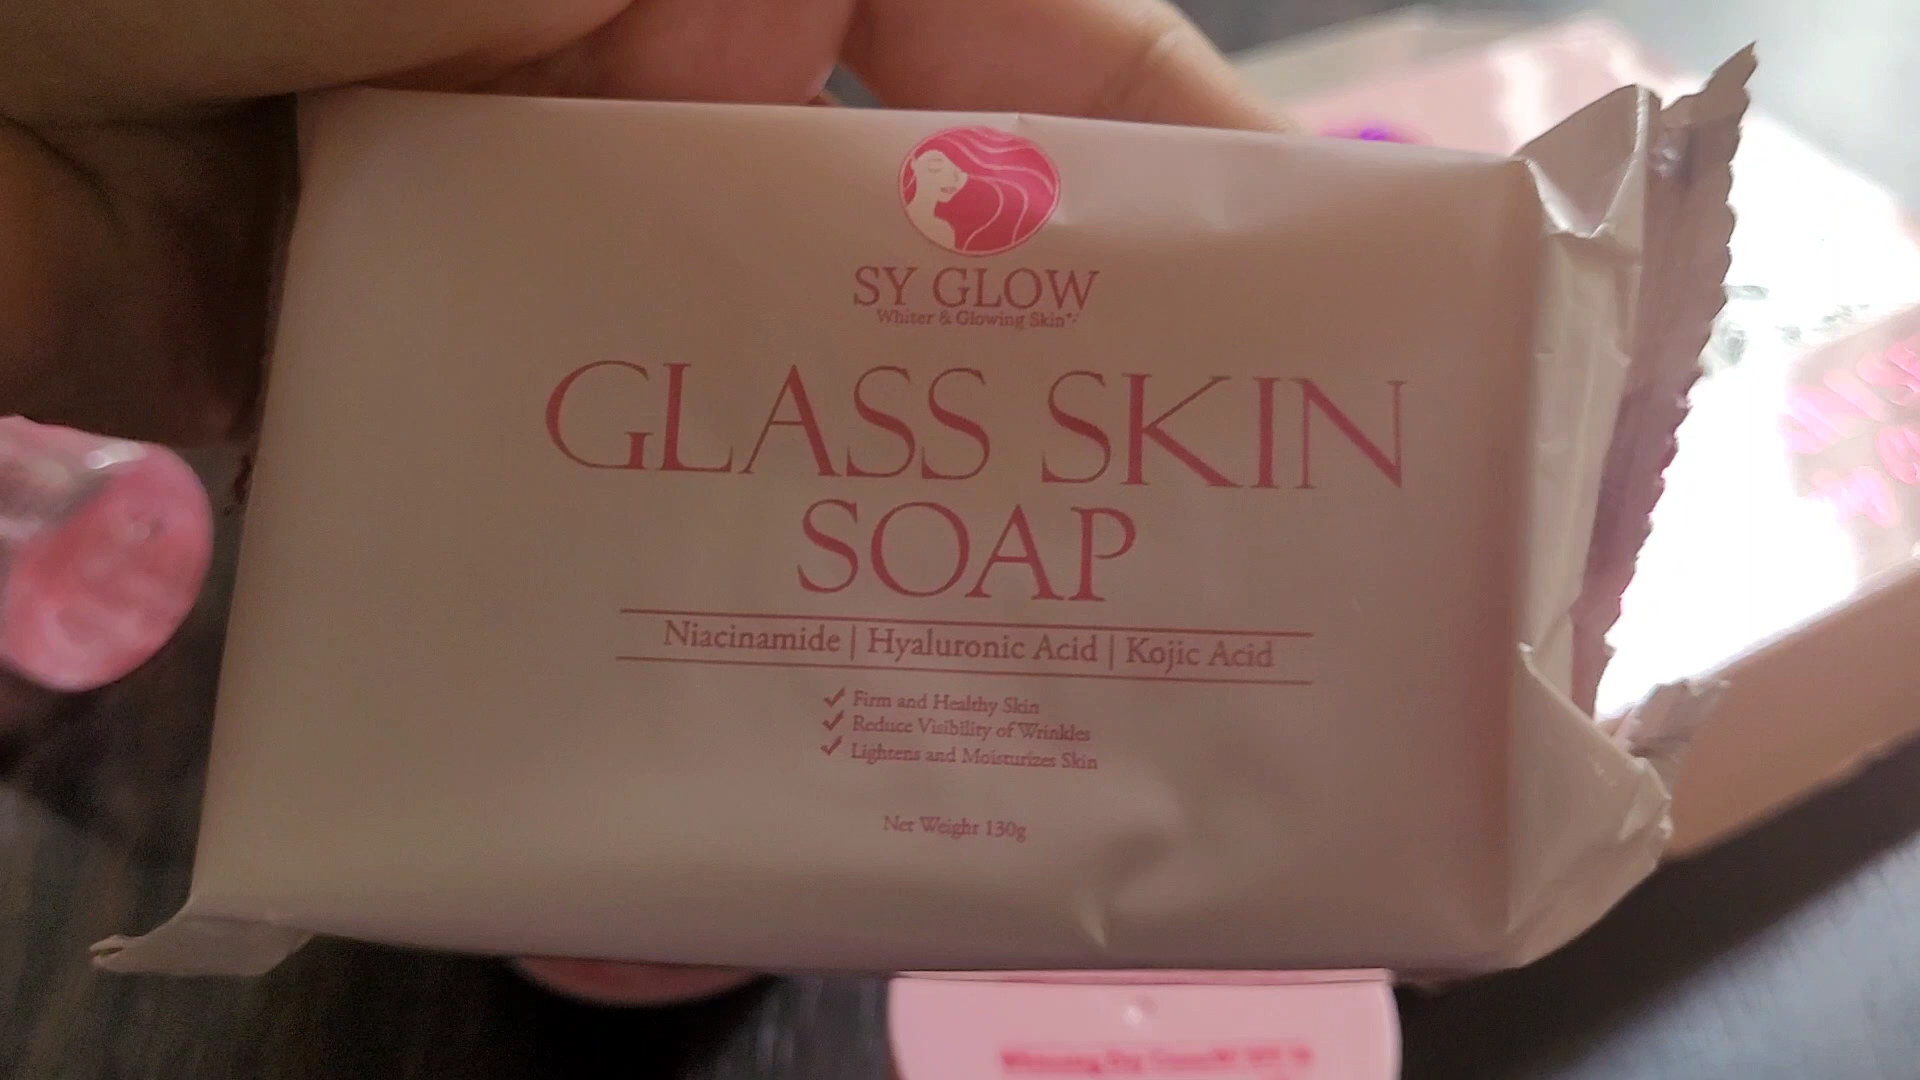 SY GLOW
Whiter & Glowing Skin
GLASS SKIN
SOAP
Niacinamide | Hyaluronic Acid | Kojic Acid
✓ Firm and Healthy Skin
✓ Reduce Visibility of Wrinkles
✓ Lightens and Moisturizes Skin
Net Weight 130g